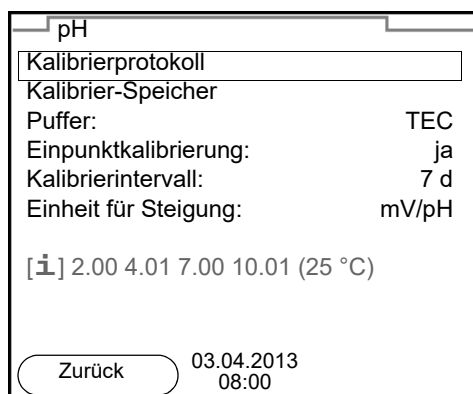 pH
Kalibrierprotokoll
Kalibrier-Speicher
Puffer: TEC
Einpunktkalibrierung: ja
Kalibrierintervall: 7 d
Einheit für Steigung: mV/pH
[i] 2.00 4.01 7.00 10.01 (25 °C)
Zurück
03.04.2013
08:00